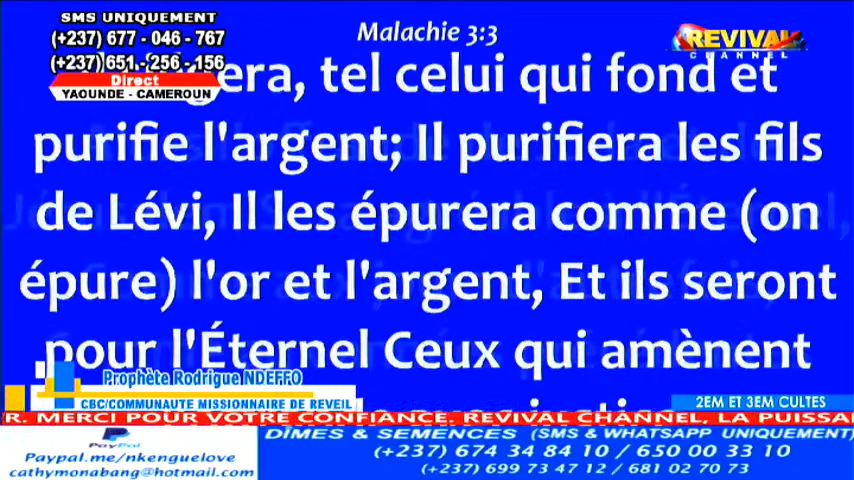 SMS UNIQUEMENT
(+237) 677 - 046 - 767
(+237) 651 - 256 - 156
Direct
YAOUNDE - CAMEROUN
Malachie 3:3
REVIVAL
CHANNEL
tel celui qui fond et
purifie l'argent; Il purifiera les fils
de Lévi, Il les épurera comme (on
épure) l'or et l'argent, Et ils seront
pour l'Éternel Ceux qui amènent
Prophète Rodrigue NDEFFO
CBC/COMMUNAUTE MISSIONNAIRE DE REVEIL
2EM ET 3EM CULTES
R. MERCI POUR VOTRE CONFIANCE. REVIVAL CHANNEL, LA PUISSA
PayPal
Paypal.me/nkenguelove
cathymonabang@hotmail.com
DÎMES & SEMENCES (SMS & WHATSAPP UNIQUEMENT)
(+237) 674 34 84 10 / 650 00 33 10
(+237) 699 73 47 12 / 681 02 70 73